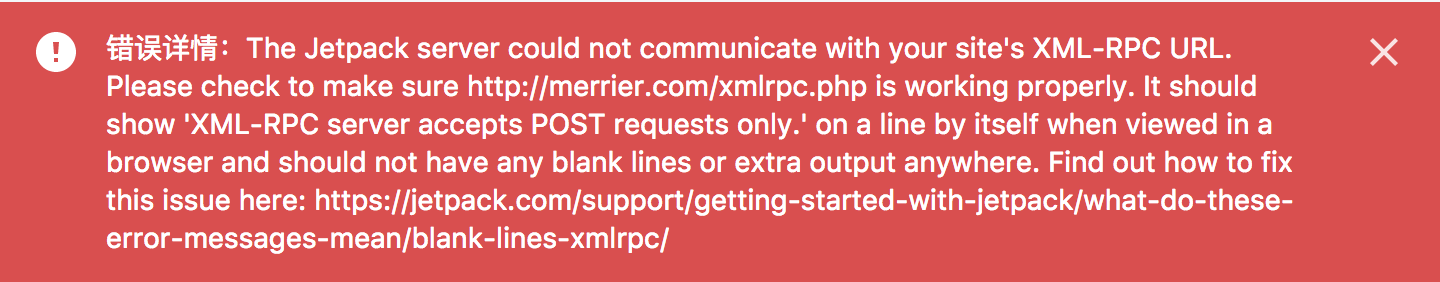 错误详情：The Jetpack server could not communicate with your site's XML-RPC URL.
Please check to make sure http://merrier.com/xmlrpc.php is working properly. It should
show 'XML-RPC server accepts POST requests only.' on a line by itself when viewed in a
browser and should not have any blank lines or extra output anywhere. Find out how to fix
this issue here: https://jetpack.com/support/getting-started-with-jetpack/what-do-these-
error-messages-mean/blank-lines-xmlrpc/